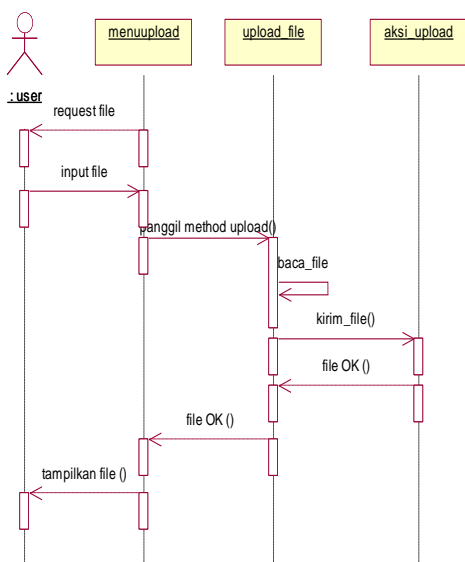 menuupload
upload_file
aksi_upload
: user
request file
input file
panggil method upload()
baca_file
kirim_file()
file OK ()
file OK ()
tampilkan file ()